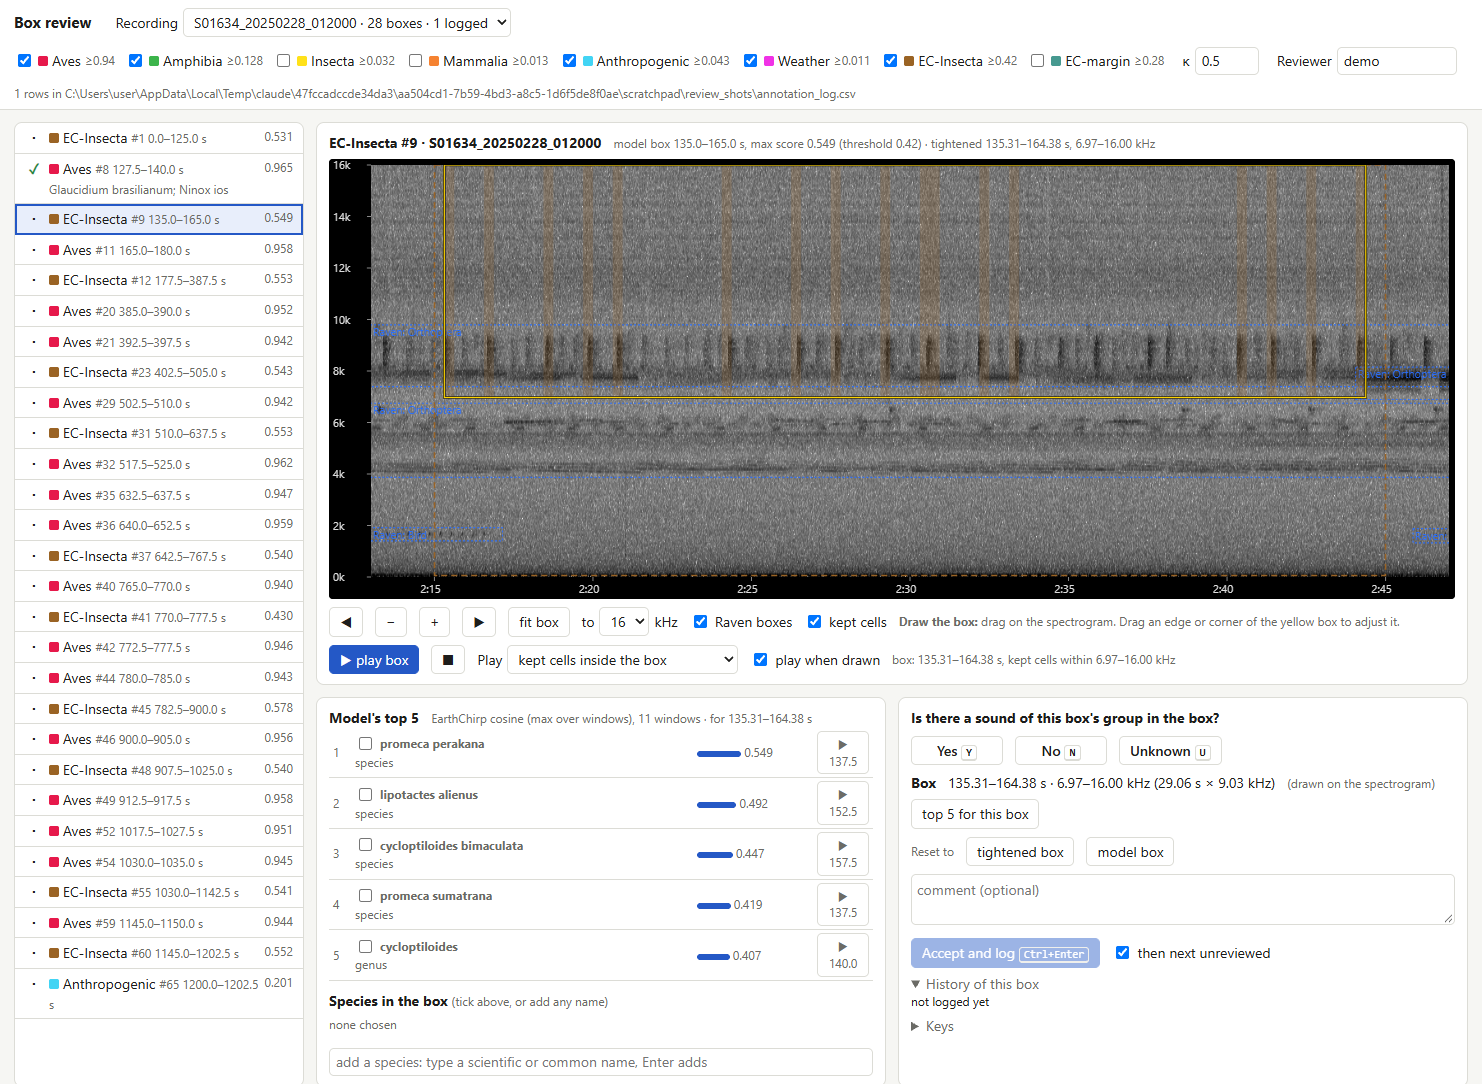 Box review Recording S01634_20250228_012000 · 28 boxes · 1 logged
Aves ≥0.94 Amphibia ≥0.128 Insecta ≥0.032 Mammalia ≥0.013 Anthropogenic ≥0.043 Weather ≥0.011 EC-Insecta ≥0.42 EC-margin ≥0.28 κ 0.5 Reviewer demo
1 rows in C:\Users\user\AppData\Local\Temp\claude\47fccadccde34da3\aa504cd1-7b59-4bd3-a8c5-1d6f5de8f0ae\scratchpad\review_shots\annotation_log.csv
· EC-Insecta #1 0.0–125.0 s 0.531
✓ Aves #8 127.5–140.0 s 0.965
Glaucidium brasilianum; Ninox ios
· EC-Insecta #9 135.0–165.0 s 0.549
· Aves #11 165.0–180.0 s 0.958
· EC-Insecta #12 177.5–387.5 s 0.553
· Aves #20 385.0–390.0 s 0.952
· Aves #21 392.5–397.5 s 0.942
· EC-Insecta #23 402.5–505.0 s 0.543
· Aves #29 502.5–510.0 s 0.942
· EC-Insecta #31 510.0–637.5 s 0.553
· Aves #32 517.5–525.0 s 0.962
· Aves #35 632.5–637.5 s 0.947
· Aves #36 640.0–652.5 s 0.959
· EC-Insecta #37 642.5–767.5 s 0.540
· Aves #40 765.0–770.0 s 0.940
· EC-Insecta #41 770.0–777.5 s 0.430
· Aves #42 772.5–777.5 s 0.946
· Aves #44 780.0–785.0 s 0.943
· EC-Insecta #45 782.5–900.0 s 0.578
· Aves #46 900.0–905.0 s 0.956
· EC-Insecta #48 907.5–1025.0 s 0.540
· Aves #49 912.5–917.5 s 0.958
· Aves #52 1017.5–1027.5 s 0.951
· Aves #54 1030.0–1035.0 s 0.945
· EC-Insecta #55 1030.0–1142.5 s 0.541
· Aves #59 1145.0–1150.0 s 0.944
· EC-Insecta #60 1145.0–1202.5 s 0.552
· Anthropogenic #65 1200.0–1202.5 0.201
s
EC-Insecta #9 · S01634_20250228_012000 model box 135.0–165.0 s, max score 0.549 (threshold 0.42) · tightened 135.31–164.38 s, 6.97–16.00 kHz
16k
14k
12k
10k
8k
Raven: Orthoptera
6k
4k
2k
0k
2:15 2:20 2:25 2:30 2:35 2:40 2:45
◀ − + ▶ fit box to 16 kHz Raven boxes kept cells Draw the box: drag on the spectrogram. Drag an edge or corner of the yellow box to adjust it.
▶ play box ■ Play kept cells inside the box play when drawn box: 135.31–164.38 s, kept cells within 6.97–16.00 kHz
Model's top 5 EarthChirp cosine (max over windows), 11 windows · for 135.31–164.38 s
1 promeca perakana 0.549 ▶ 137.5
species
2 lipotactes alienus 0.492 ▶ 152.5
species
3 cycloptiloides bimaculata 0.447 ▶ 157.5
species
4 promeca sumatrana 0.419 ▶ 137.5
species
5 cycloptiloides 0.407 ▶ 140.0
genus
Species in the box (tick above, or add any name)
none chosen
add a species: type a scientific or common name, Enter adds
Is there a sound of this box's group in the box?
Yes Y No N Unknown U
Box 135.31–164.38 s · 6.97–16.00 kHz (29.06 s × 9.03 kHz) (drawn on the spectrogram)
top 5 for this box
Reset to tightened box model box
comment (optional)
Accept and log Ctrl+Enter then next unreviewed
▼ History of this box
not logged yet
▶ Keys